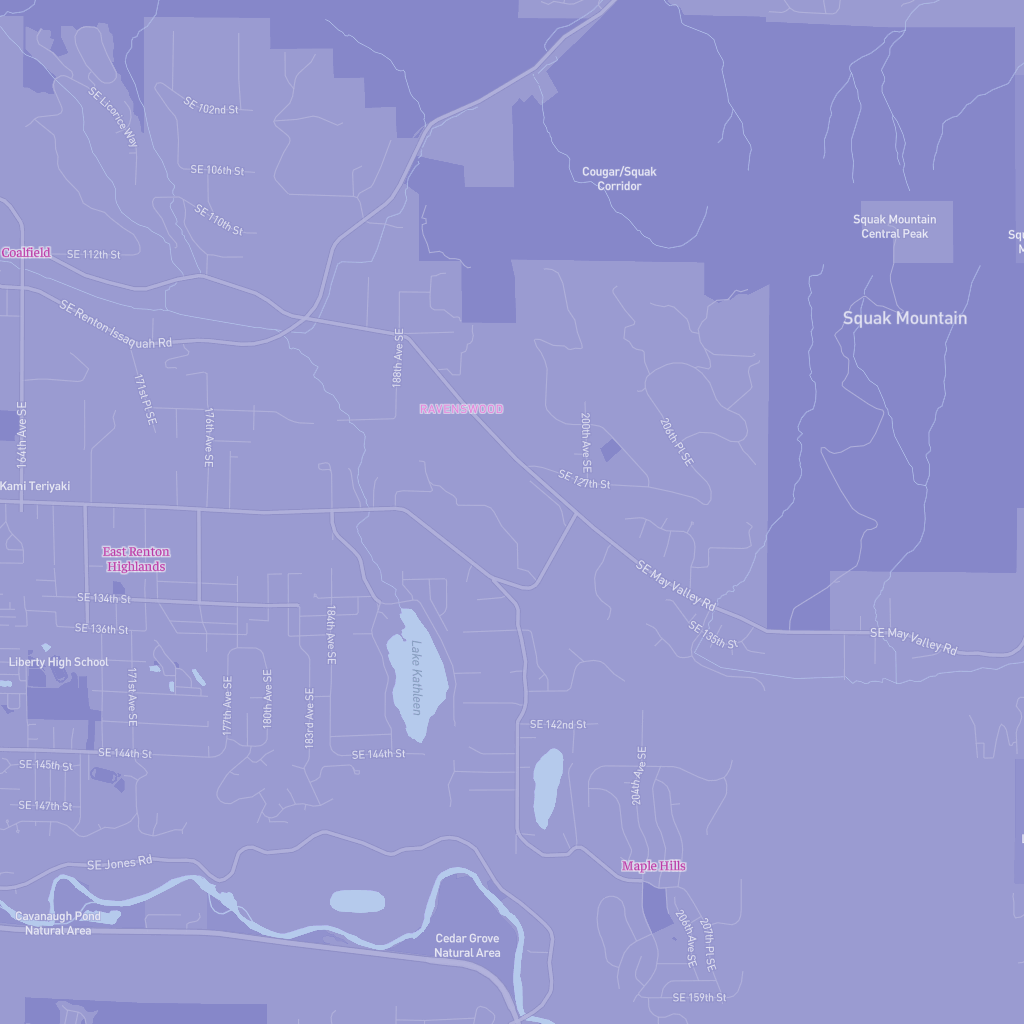 SE Licorice Way
SE 102nd St
SE 106th St
SE 110th St
Cougar/Squak
Corridor
Squak Mountain
Central Peak
Coalfield
SE 112th St
Squak Mountain
SE Renton Issaquah Rd
188th Ave SE
171st Pl SE
176th Ave SE
164th Ave SE
RAVENSWOOD
200th Ave SE
206th Pl SE
SE 127th St
Kami Teriyaki
East Renton
Highlands
SE May Valley Rd
SE 134th St
SE 136th St
184th Ave SE
SE 135th St
SE May Valley Rd
Liberty High School
Lake Kathleen
171st Ave SE
177th Ave SE
180th Ave SE
183rd Ave SE
SE 142nd St
SE 144th St
SE 144th St
SE 145th St
204th Ave SE
SE 147th St
SE Jones Rd
Maple Hills
Cavanaugh Pond
Natural Area
Cedar Grove
Natural Area
206th Ave SE
207th Pl SE
SE 159th St